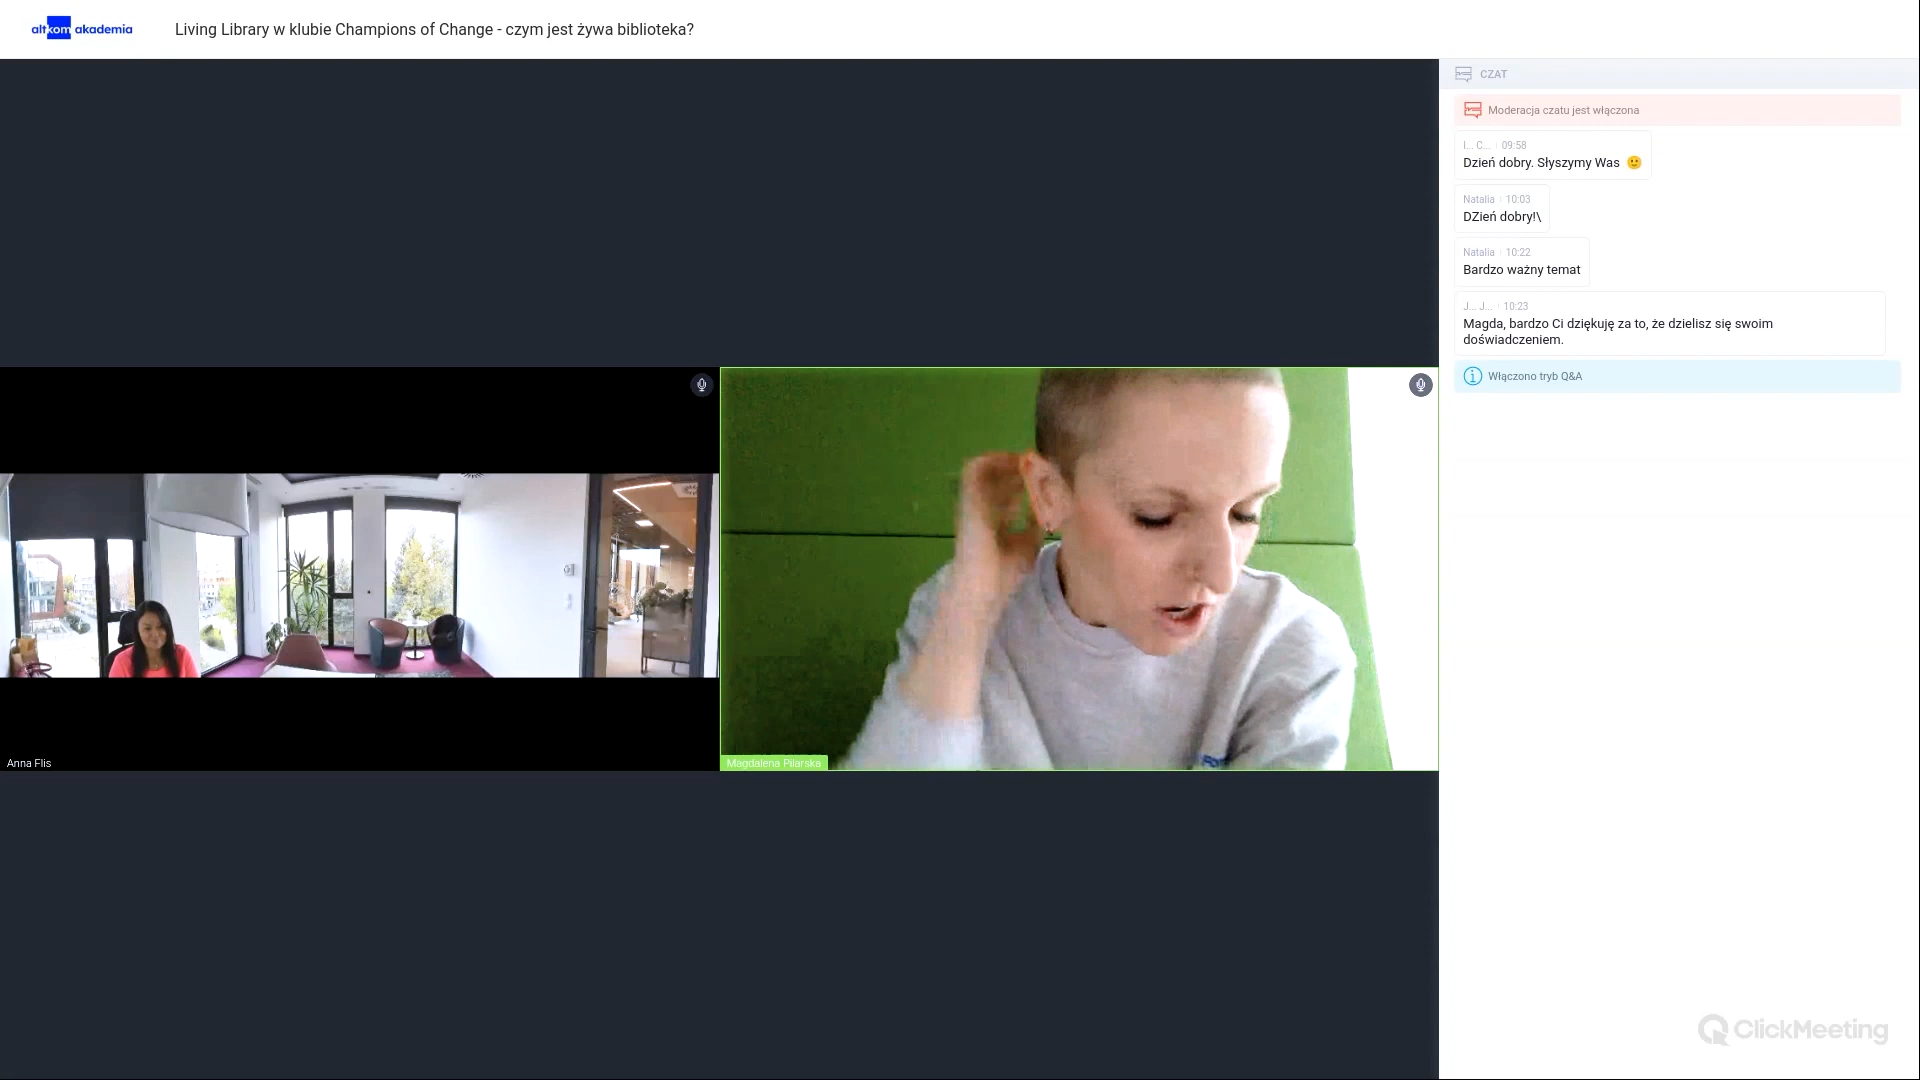 altkom akademia
Living Library w klubie Champions of Change - czym jest żywa biblioteka?
CZAT
Moderacja czatu jest włączona
I... C... 09:58
Dzień dobry. Słyszymy Was 🙂
Natalia 10:03
DZień dobry!\
Natalia 10:22
Bardzo ważny temat
J... J... 10:23
Magda, bardzo Ci dziękuję za to, że dzielisz się swoim
doświadczeniem.
Włączono tryb Q&A
Anna Flis
Magdalena Pilarska
ClickMeeting